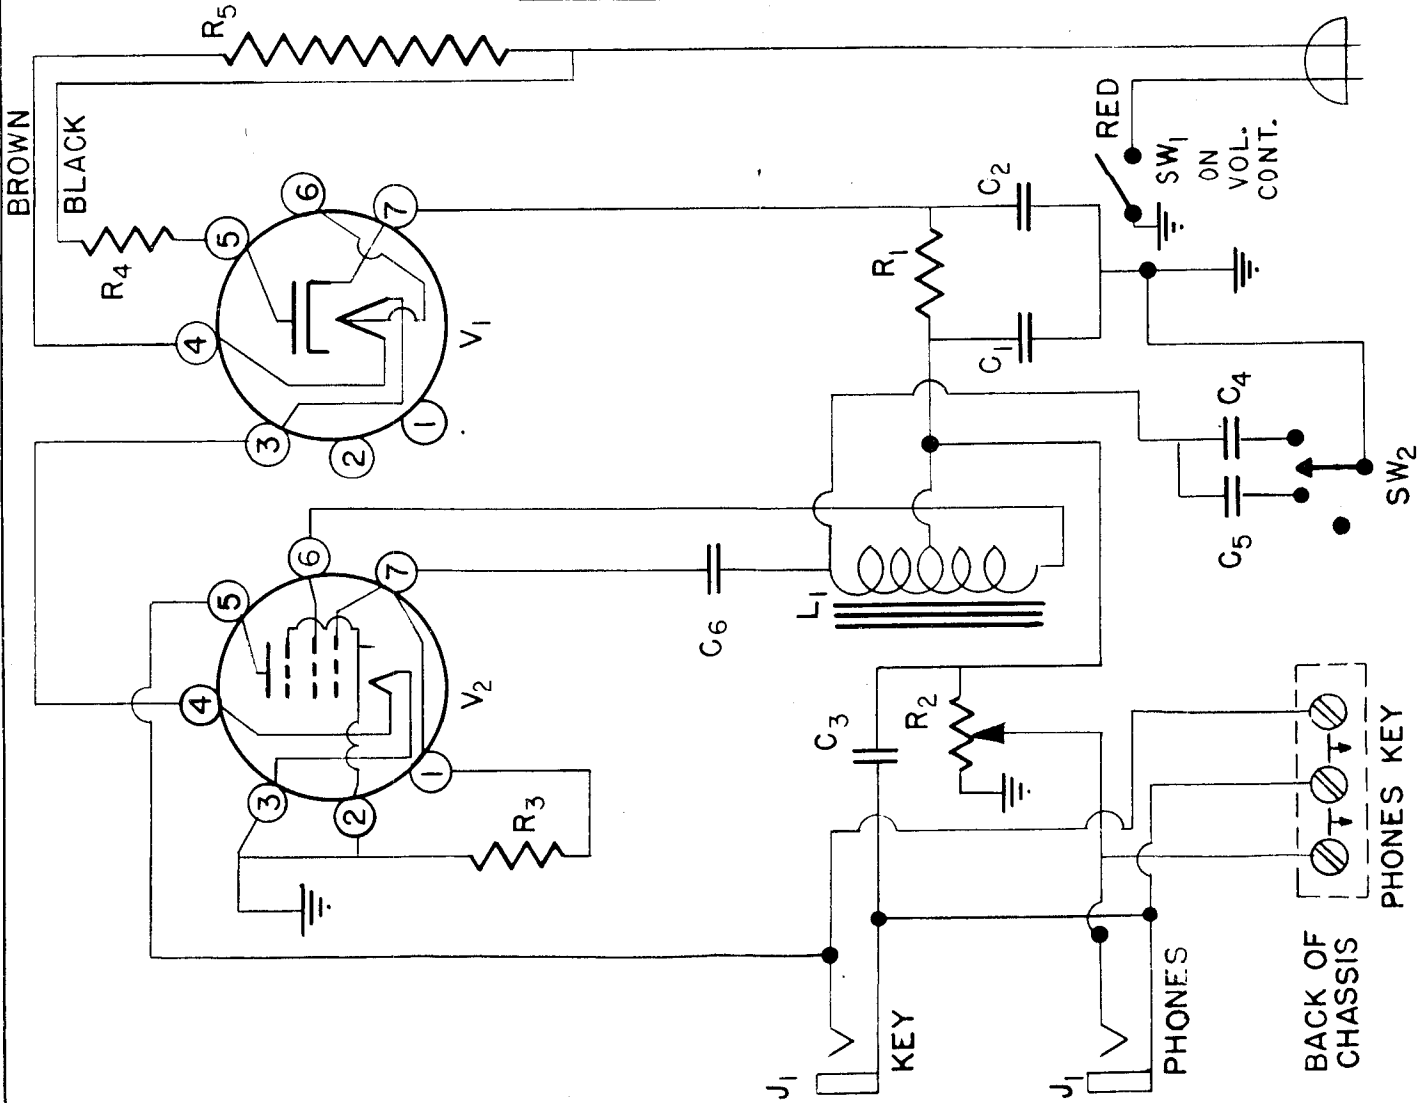 BROWN
BLACK
R5
R4
4
5
6
7
3
2
1
V1
5
6
7
4
3
2
1
V2
R3
C6
L1
R1
C1
C2
RED
SW1
ON
VOL.
CONT.
C4
C5
SW2
C3
R2
J1
KEY
J1
PHONES
BACK OF
CHASSIS
PHONES KEY